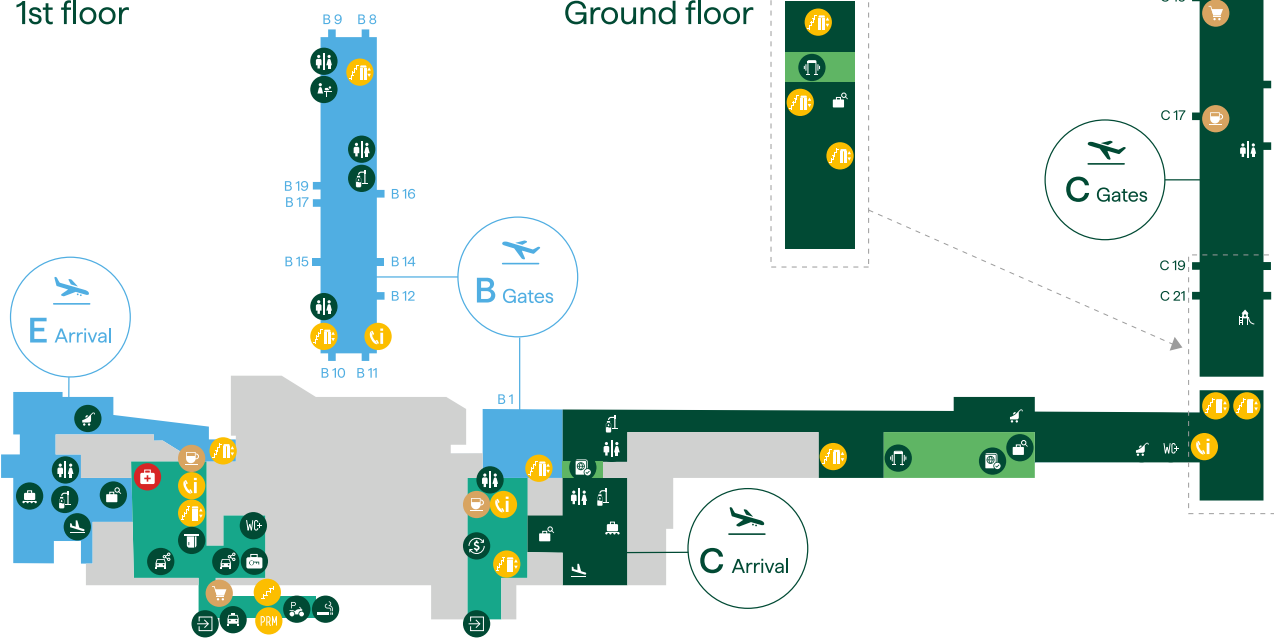 1st floor
Ground floor
B 9
B 8
C 17
C Gates
B 19
B 17
B 16
B 15
B 14
C 19
B 12
C 21
B Gates
E Arrival
B 10
B 11
B 1
WC+
WC+
C Arrival
P
PRM